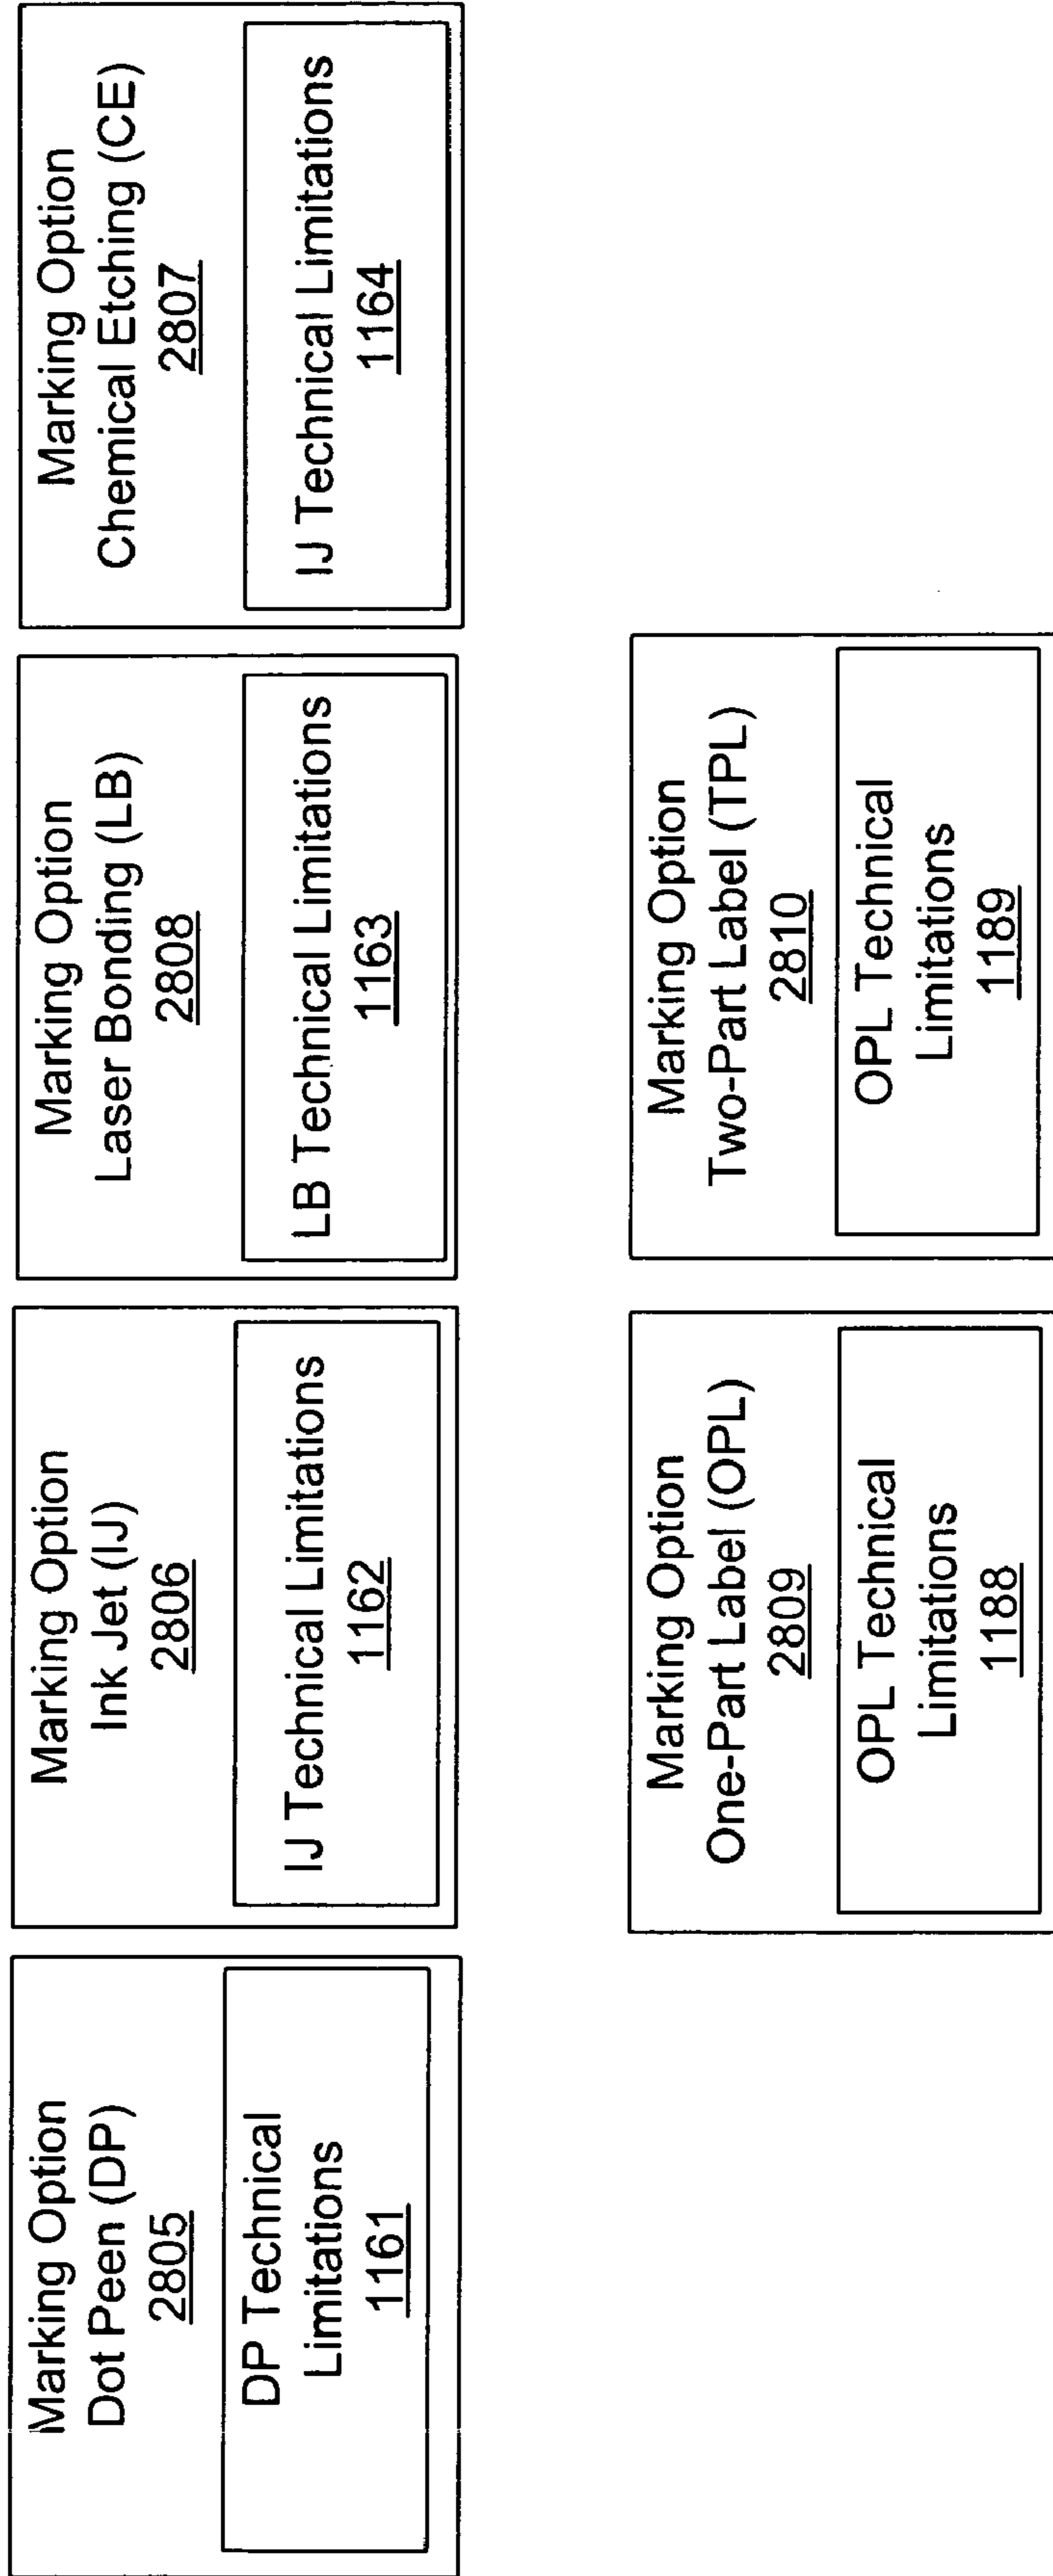 Marking Option
Dot Peen (DP)
2805
DP Technical
Limitations
1161
Marking Option
Ink Jet (IJ)
2806
IJ Technical Limitations
1162
Marking Option
Laser Bonding (LB)
2808
LB Technical Limitations
1163
Marking Option
Chemical Etching (CE)
2807
IJ Technical Limitations
1164
Marking Option
One-Part Label (OPL)
2809
OPL Technical
Limitations
1188
Marking Option
Two-Part Label (TPL)
2810
OPL Technical
Limitations
1189